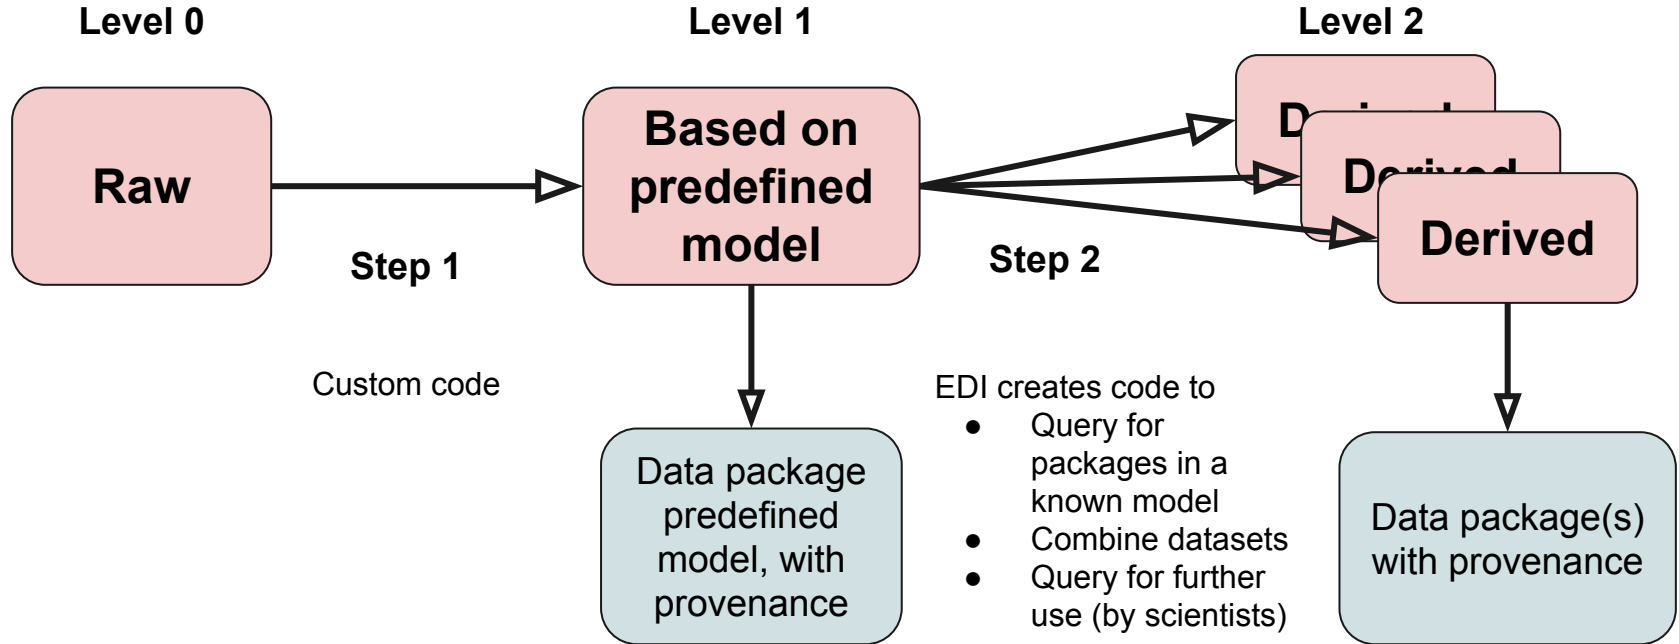 Level 0
Level 1
Level 2
Raw
Based on
predefined
model
Derived
Derived
Derived
Step 1
Step 2
Custom code
Data package
predefined
model, with
provenance
EDI creates code to
● Query for
packages in a
known model
● Combine datasets
● Query for further
use (by scientists)
Data package(s)
with provenance